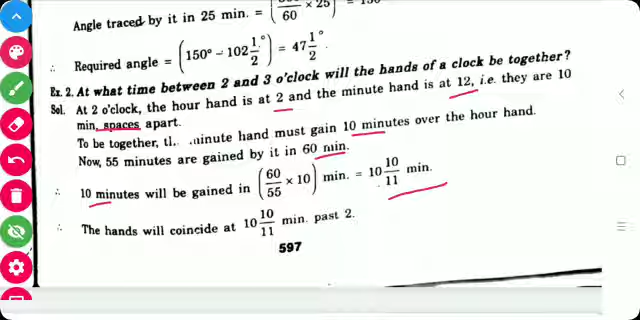 Angle traced by it in 25 min. = ( 60 × 25 ) =
∴ Required angle = (150° – 102 1/2 °) = 47 1/2 °.
Ex. 2. At what time between 2 and 3 o'clock will the hands of a clock be together?
Sol. At 2 o'clock, the hour hand is at 2 and the minute hand is at 12, i.e. they are 10
min. spaces apart.
To be together, minute hand must gain 10 minutes over the hour hand.
Now, 55 minutes are gained by it in 60 min.
∴ 10 minutes will be gained in (60/55 × 10) min. = 10 10/11 min.
∴ The hands will coincide at 10 10/11 min. past 2.
597